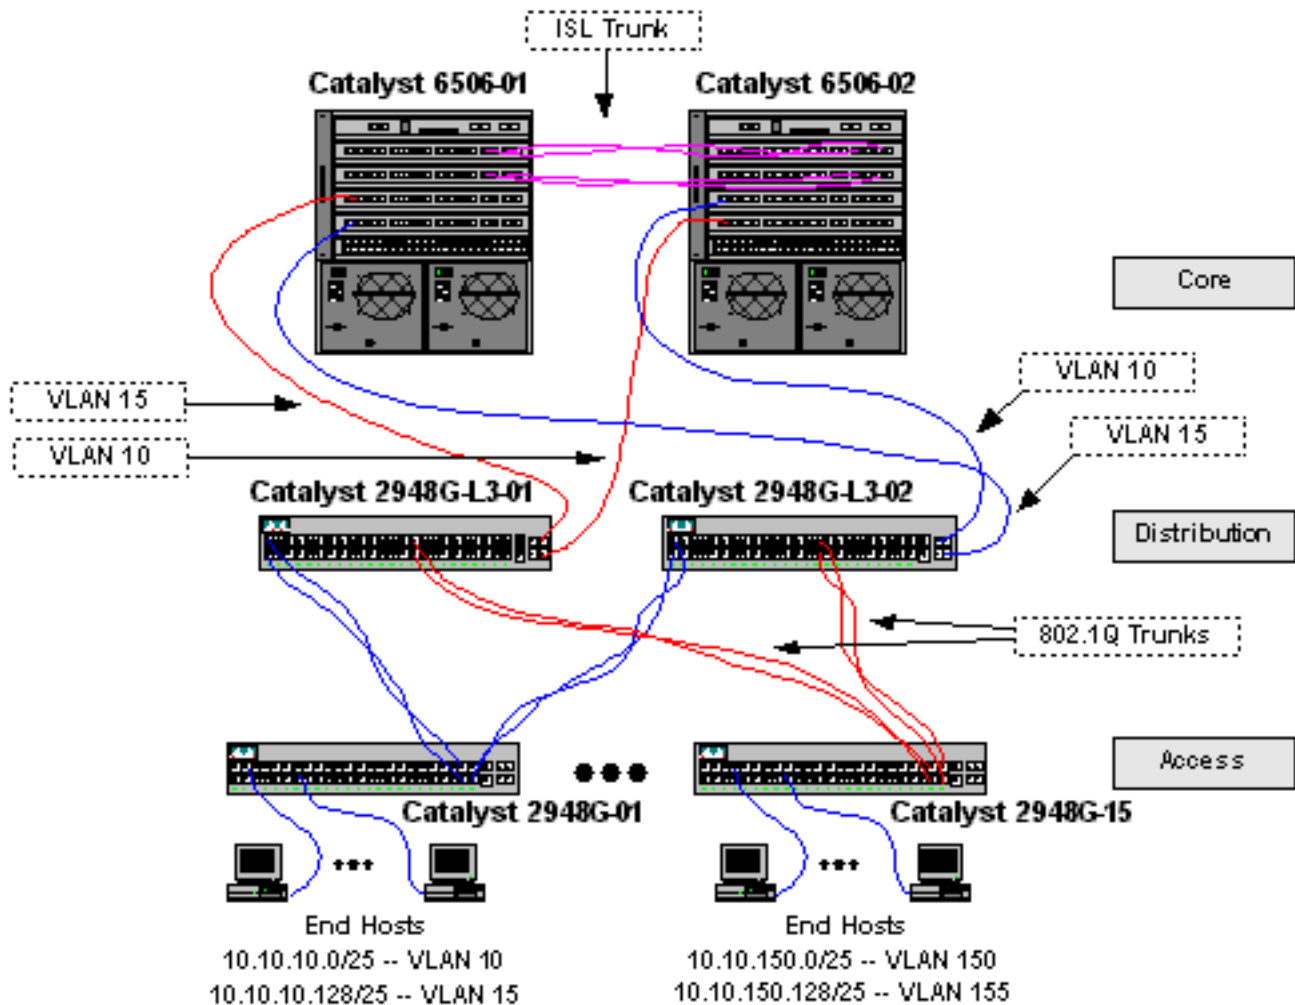 ISL Trunk
Catalyst 6506-01
Catalyst 6506-02
Core
VLAN 10
VLAN 15
VLAN 15
VLAN 10
Catalyst 2948G-L3-01
Catalyst 2948G-L3-02
Distribution
802.1Q Trunks
Access
Catalyst 2948G-01
Catalyst 2948G-15
End Hosts
10.10.10.0/25 -- VLAN 10
10.10.10.128/25 -- VLAN 15
End Hosts
10.10.150.0/25 -- VLAN 150
10.10.150.128/25 -- VLAN 155